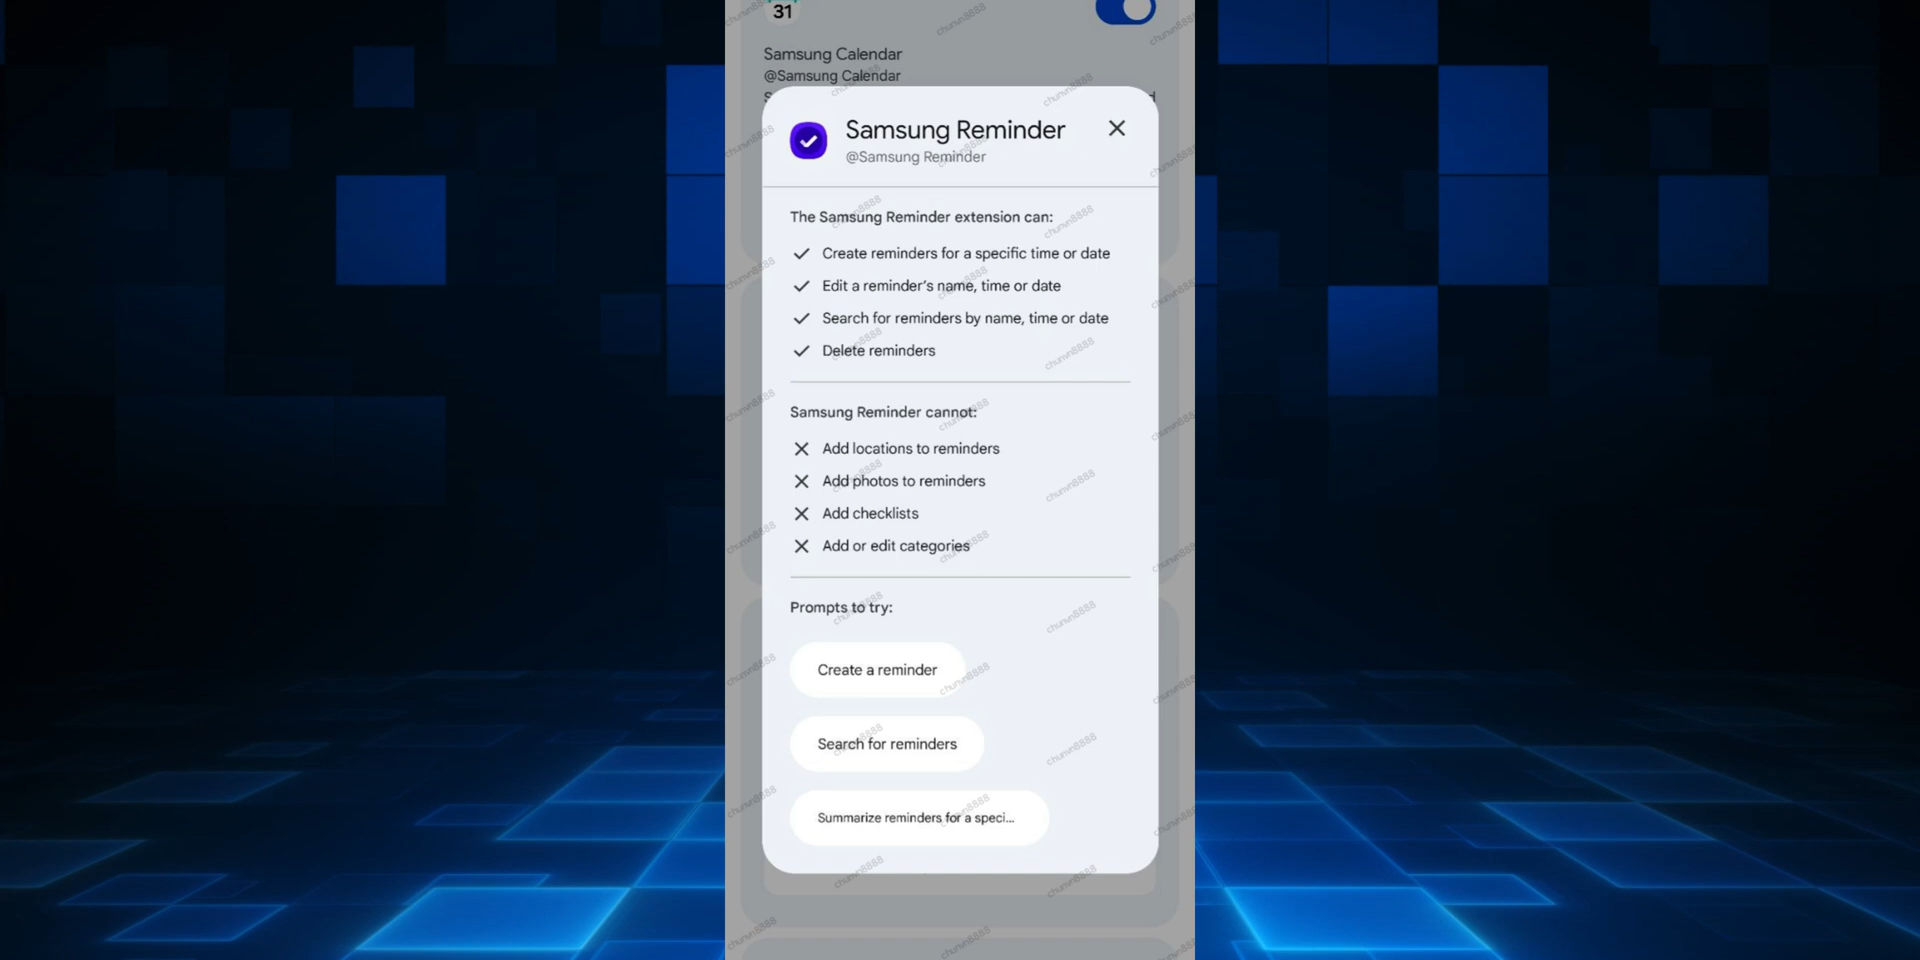 31
Samsung Calendar
@Samsung Calendar
Samsung Reminder
@Samsung Reminder
The Samsung Reminder extension can:
Create reminders for a specific time or date
Edit a reminder's name, time or date
Search for reminders by name, time or date
Delete reminders
Samsung Reminder cannot:
Add locations to reminders
Add photos to reminders
Add checklists
Add or edit categories
Prompts to try:
Create a reminder
Search for reminders
Summarize reminders for a speci...
chunvn8888